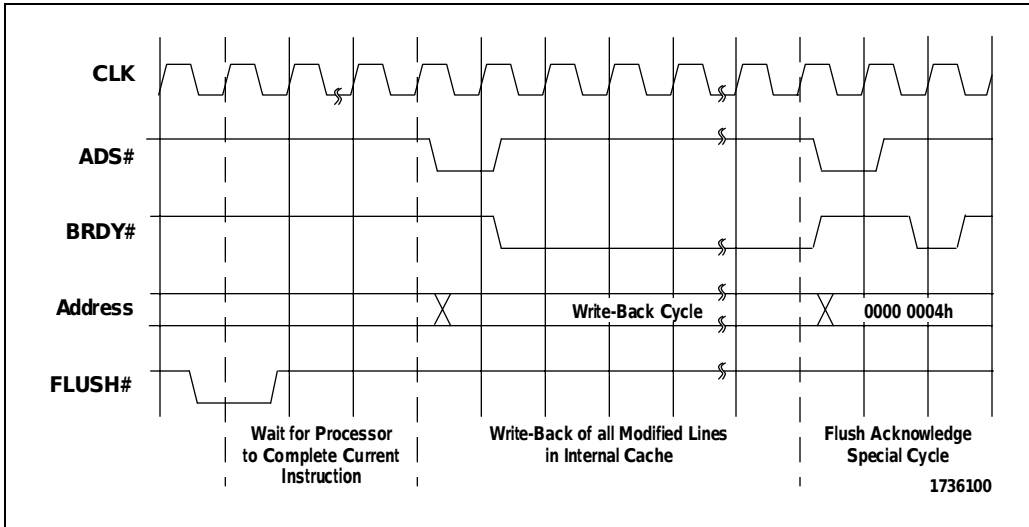 CLK
ADS#
BRDY#
Address
Write-Back Cycle
0000 0004h
FLUSH#
Wait for Processor
to Complete Current
Instruction
Write-Back of all Modified Lines
in Internal Cache
Flush Acknowledge
Special Cycle
1736100